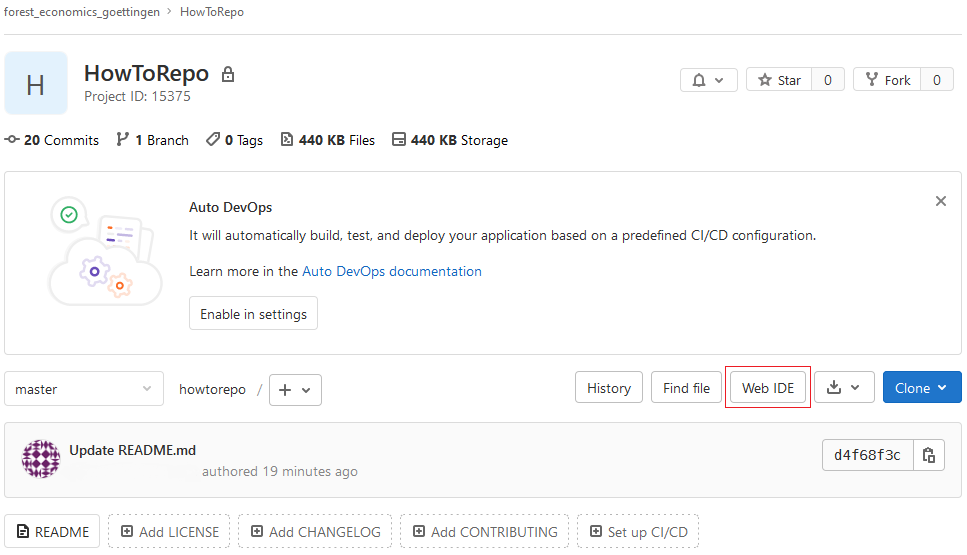 forest_economics_goettingen > HowToRepo
H
HowToRepo
Project ID: 15375
Star 0 Fork 0
20 Commits 1 Branch 0 Tags 440 KB Files 440 KB Storage
Auto DevOps
It will automatically build, test, and deploy your application based on a predefined CI/CD configuration.
Learn more in the Auto DevOps documentation
Enable in settings
master howtorepo / + History Find file Web IDE Clone
Update README.md
authored 19 minutes ago
d4f68f3c
README Add LICENSE Add CHANGELOG Add CONTRIBUTING Set up CI/CD